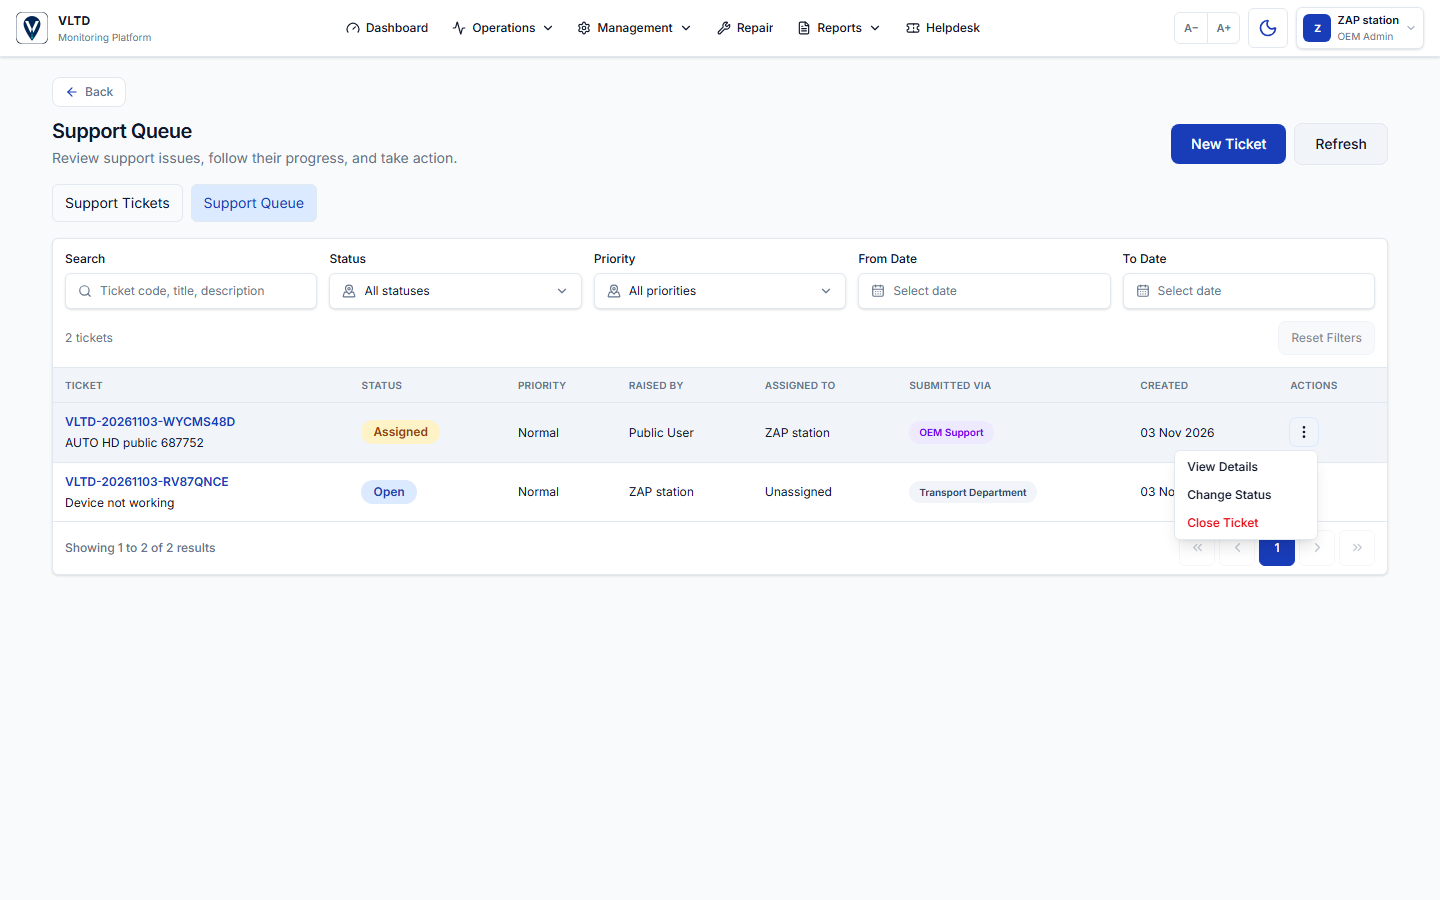 VLTD
Monitoring Platform
Dashboard
Operations
Management
Repair
Reports
Helpdesk
A−
A+
Z
ZAP station
OEM Admin
Back
Support Queue
Review support issues, follow their progress, and take action.
New Ticket
Refresh
Support Tickets
Support Queue
Search
Status
Priority
From Date
To Date
Ticket code, title, description
All statuses
All priorities
Select date
Select date
2 tickets
Reset Filters
TICKET STATUS PRIORITY RAISED BY ASSIGNED TO SUBMITTED VIA CREATED ACTIONS
VLTD-20261103-WYCMS48D
AUTO HD public 687752
Assigned
Normal
Public User
ZAP station
OEM Support
03 Nov 2026
View Details
Change Status
Close Ticket
VLTD-20261103-RV87QNCE
Device not working
Open
Normal
ZAP station
Unassigned
Transport Department
03 No
Showing 1 to 2 of 2 results
1